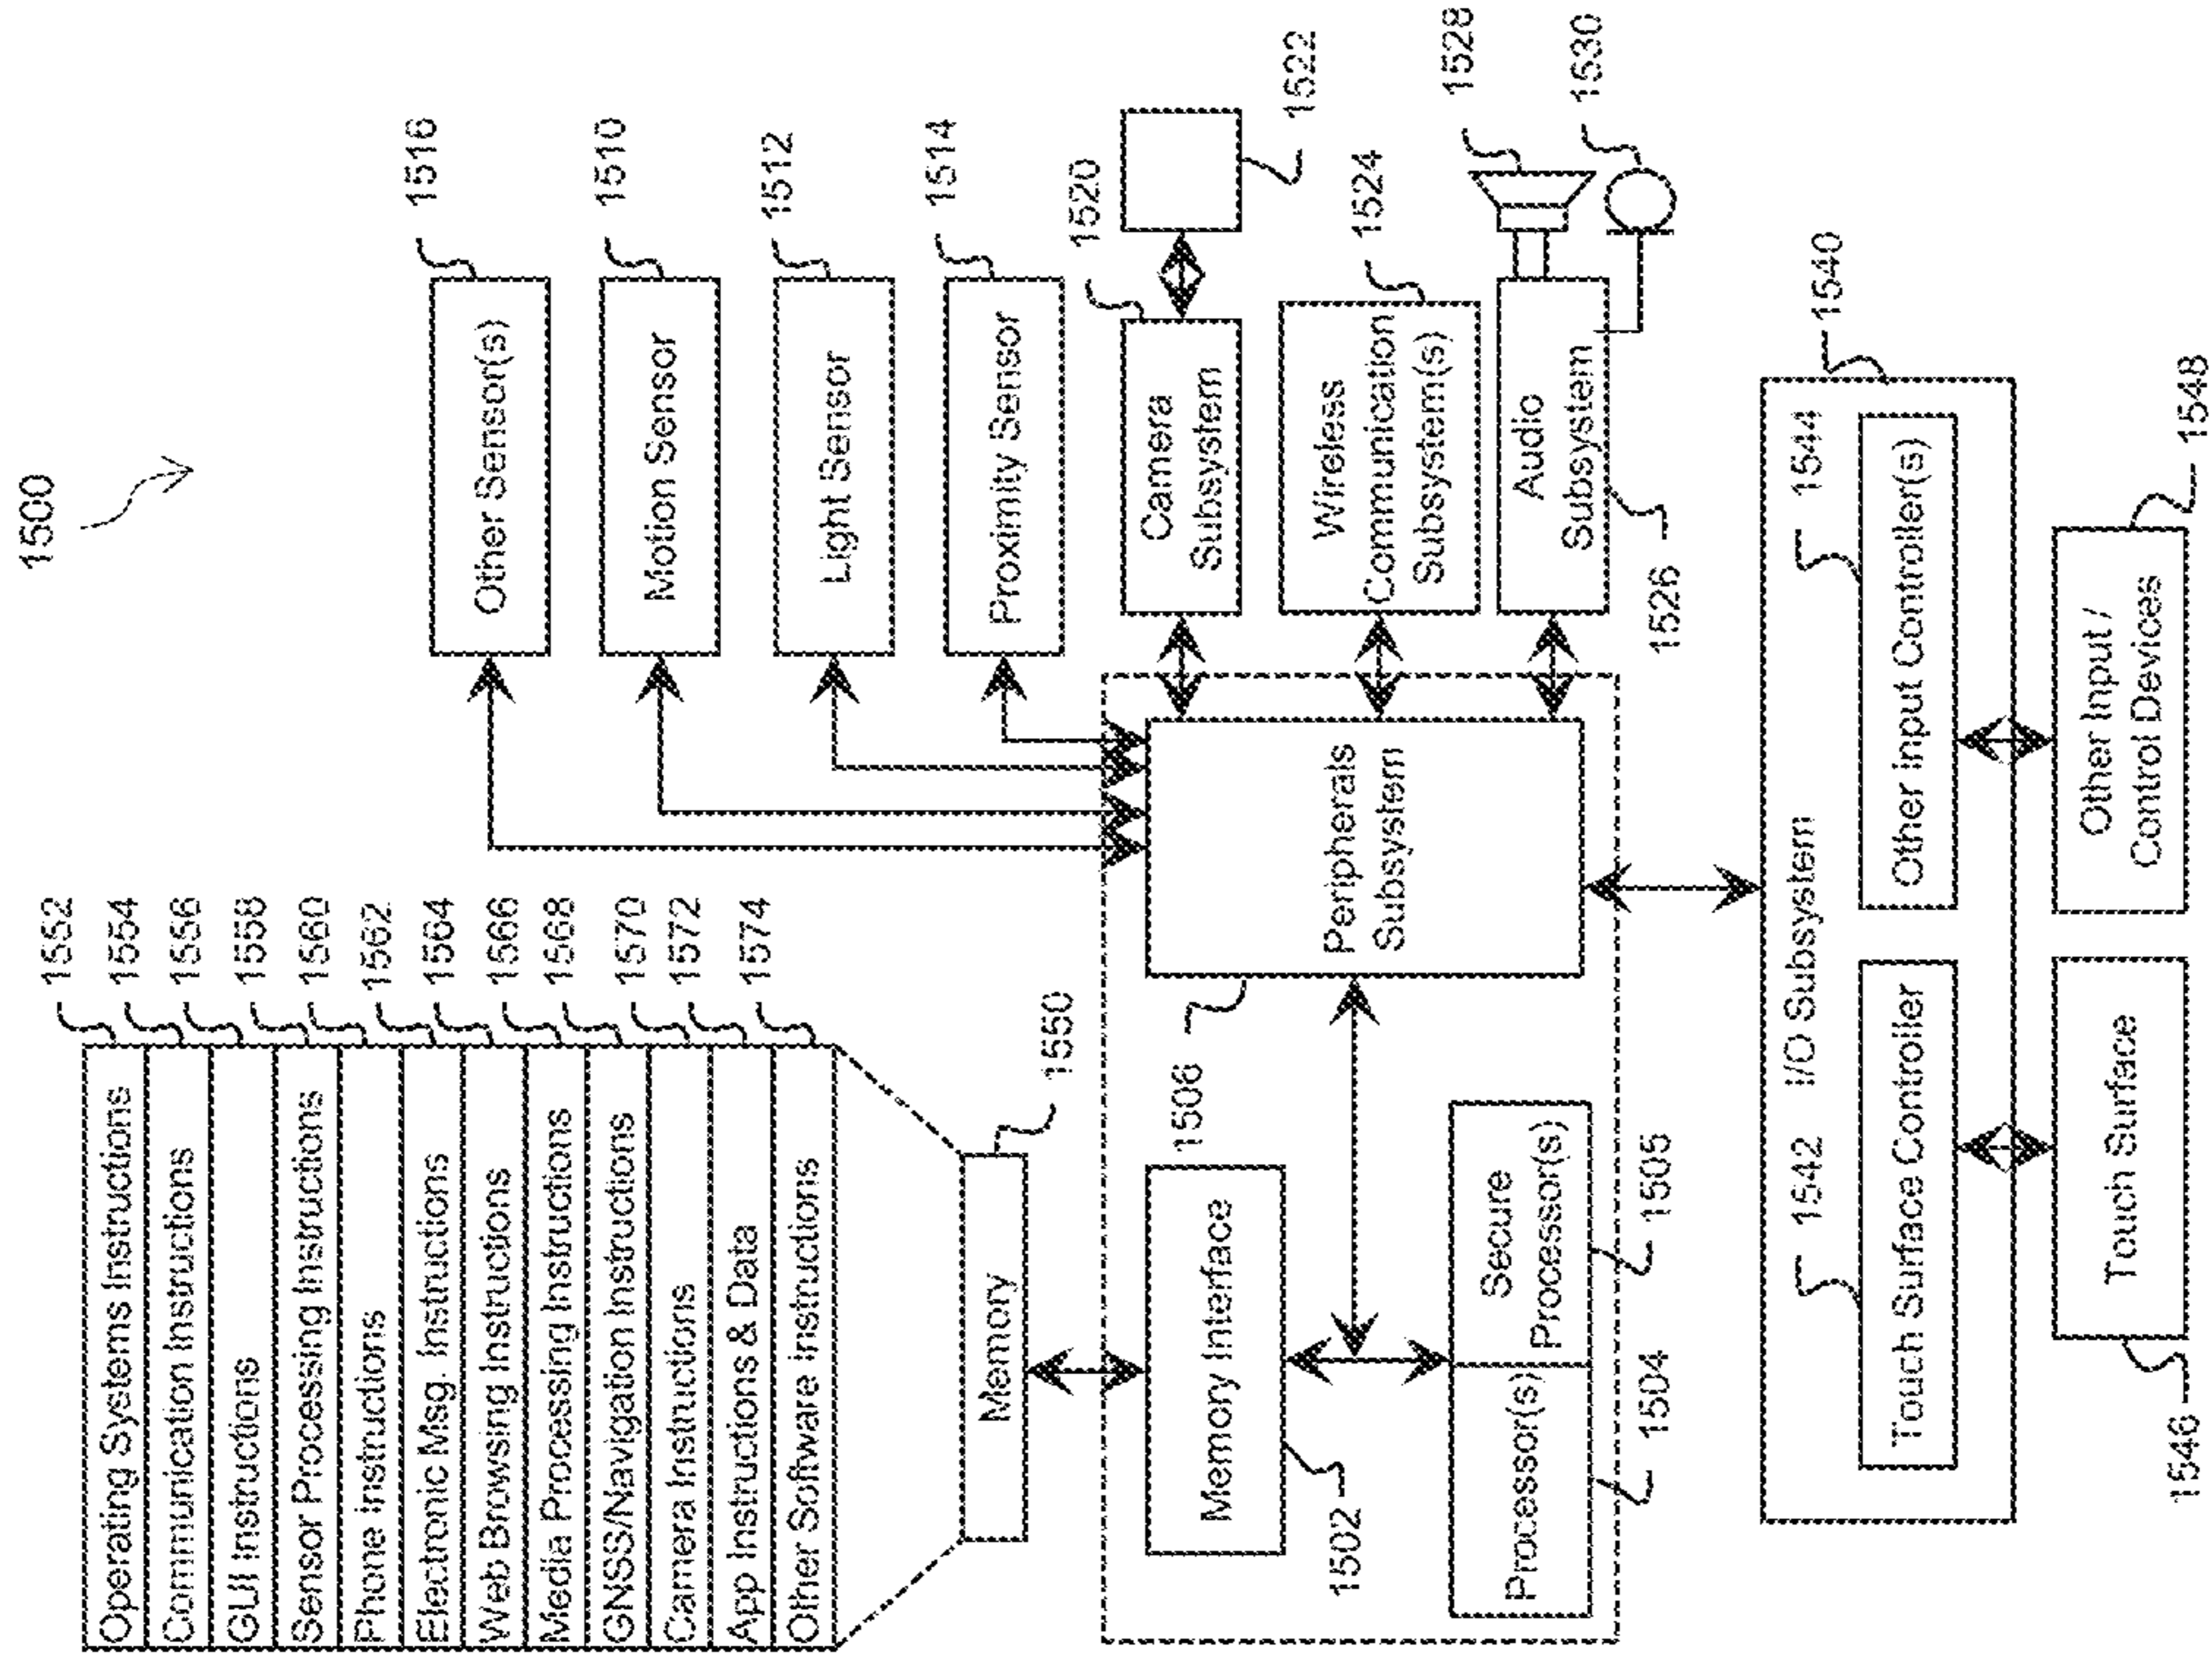 1500
Operating Systems Instructions
1552
Communication Instructions
1554
GUI Instructions
1556
Sensor Processing Instructions
1558
Phone instructions
1560
Electronic Msg. Instructions
1562
Web Browsing Instructions
1564
Media Processing Instructions
1566
GNSS/Navigation Instructions
1568
Camera Instructions
1570
App Instructions & Data
1572
Other Software instructions
1574
Memory
1550
Other Sensor(s)
1516
Motion Sensor
1510
Light Sensor
1512
Proximity Sensor
1514
Camera
Subsystem
1520
1522
Wireless
Communication
Subsystem(s)
1524
Audio
Subsystem
1526
1528
1530
Memory Interface
1502
Peripherals
Subsystem
1506
Processor(s)
1504
Secure
Processor(s)
1505
I/O Subsystem
1540
Touch Surface Controller
1542
Other Input Controller(s)
1544
Touch Surface
1546
Other Input /
Control Devices
1548